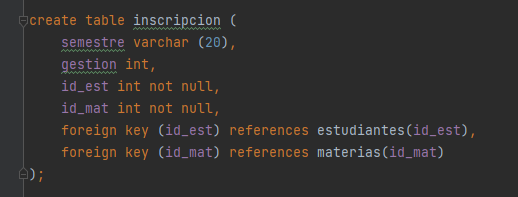 create table inscripcion (
semestre varchar (20),
gestion int,
id_est int not null,
id_mat int not null,
foreign key (id_est) references estudiantes(id_est),
foreign key (id_mat) references materias(id_mat)
);